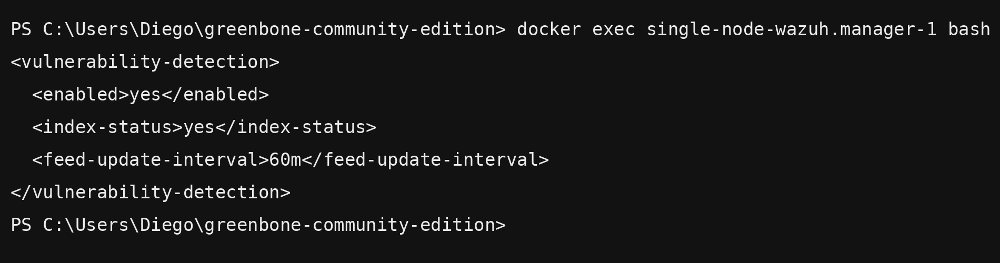 PS C:\Users\Diego\greenbone-community-edition> docker exec single-node-wazuh.manager-1 bash
<vulnerability-detection>
  <enabled>yes</enabled>
  <index-status>yes</index-status>
  <feed-update-interval>60m</feed-update-interval>
</vulnerability-detection>
PS C:\Users\Diego\greenbone-community-edition>